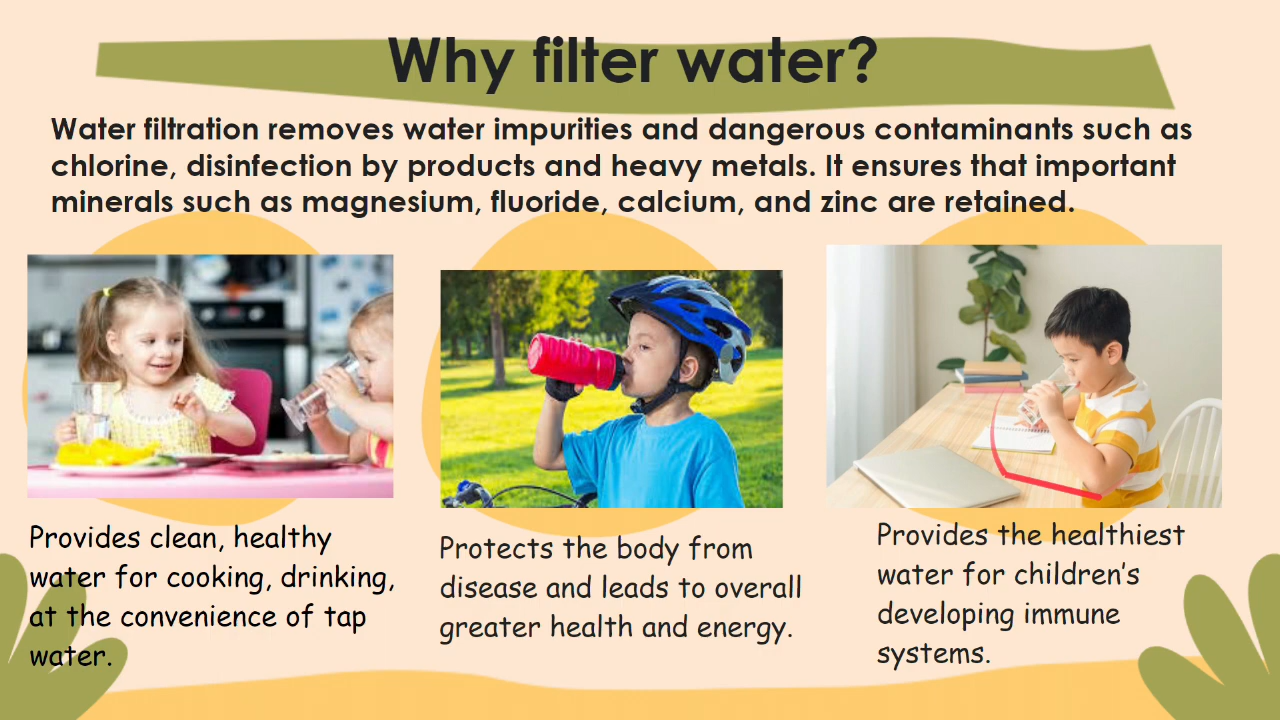 Why filter water?
Water filtration removes water impurities and dangerous contaminants such as
chlorine, disinfection by products and heavy metals. It ensures that important
minerals such as magnesium, fluoride, calcium, and zinc are retained.
Provides clean, healthy
water for cooking, drinking,
at the convenience of tap
water.
Protects the body from
disease and leads to overall
greater health and energy.
Provides the healthiest
water for children's
developing immune
systems.